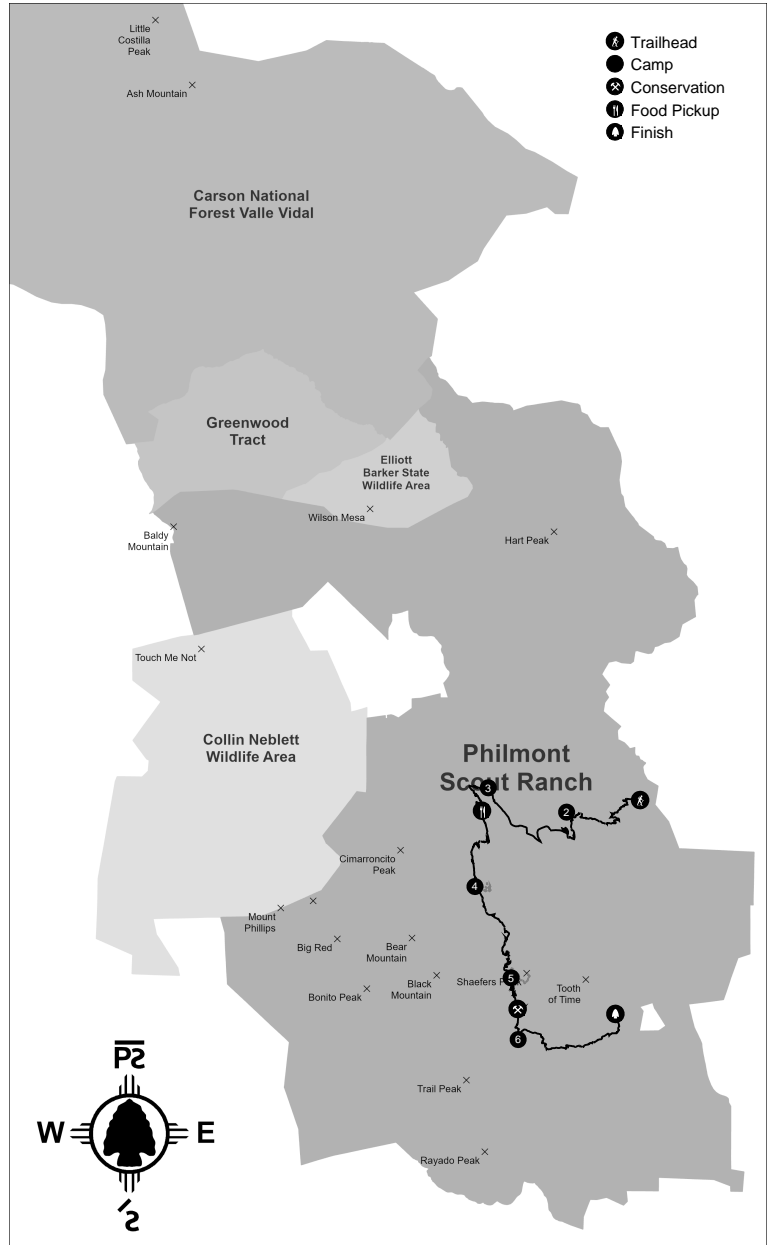 Little
Costilla
Peak
Ash Mountain
Trailhead
Camp
Conservation
Food Pickup
Finish
Carson National
Forest Valle Vidal
Greenwood
Tract
Elliott
Barker State
Wildlife Area
Wilson Mesa
Baldy
Mountain
Hart Peak
Touch Me Not
Collin Neblett
Wildlife Area
Philmont
Scout Ranch
3
2
Cimarroncito
Peak
4
Mount
Phillips
Big Red
Bear
Mountain
Black
Mountain
Bonito Peak
Shaefers
5
Tooth
of Time
6
Trail Peak
Rayado Peak
W
E